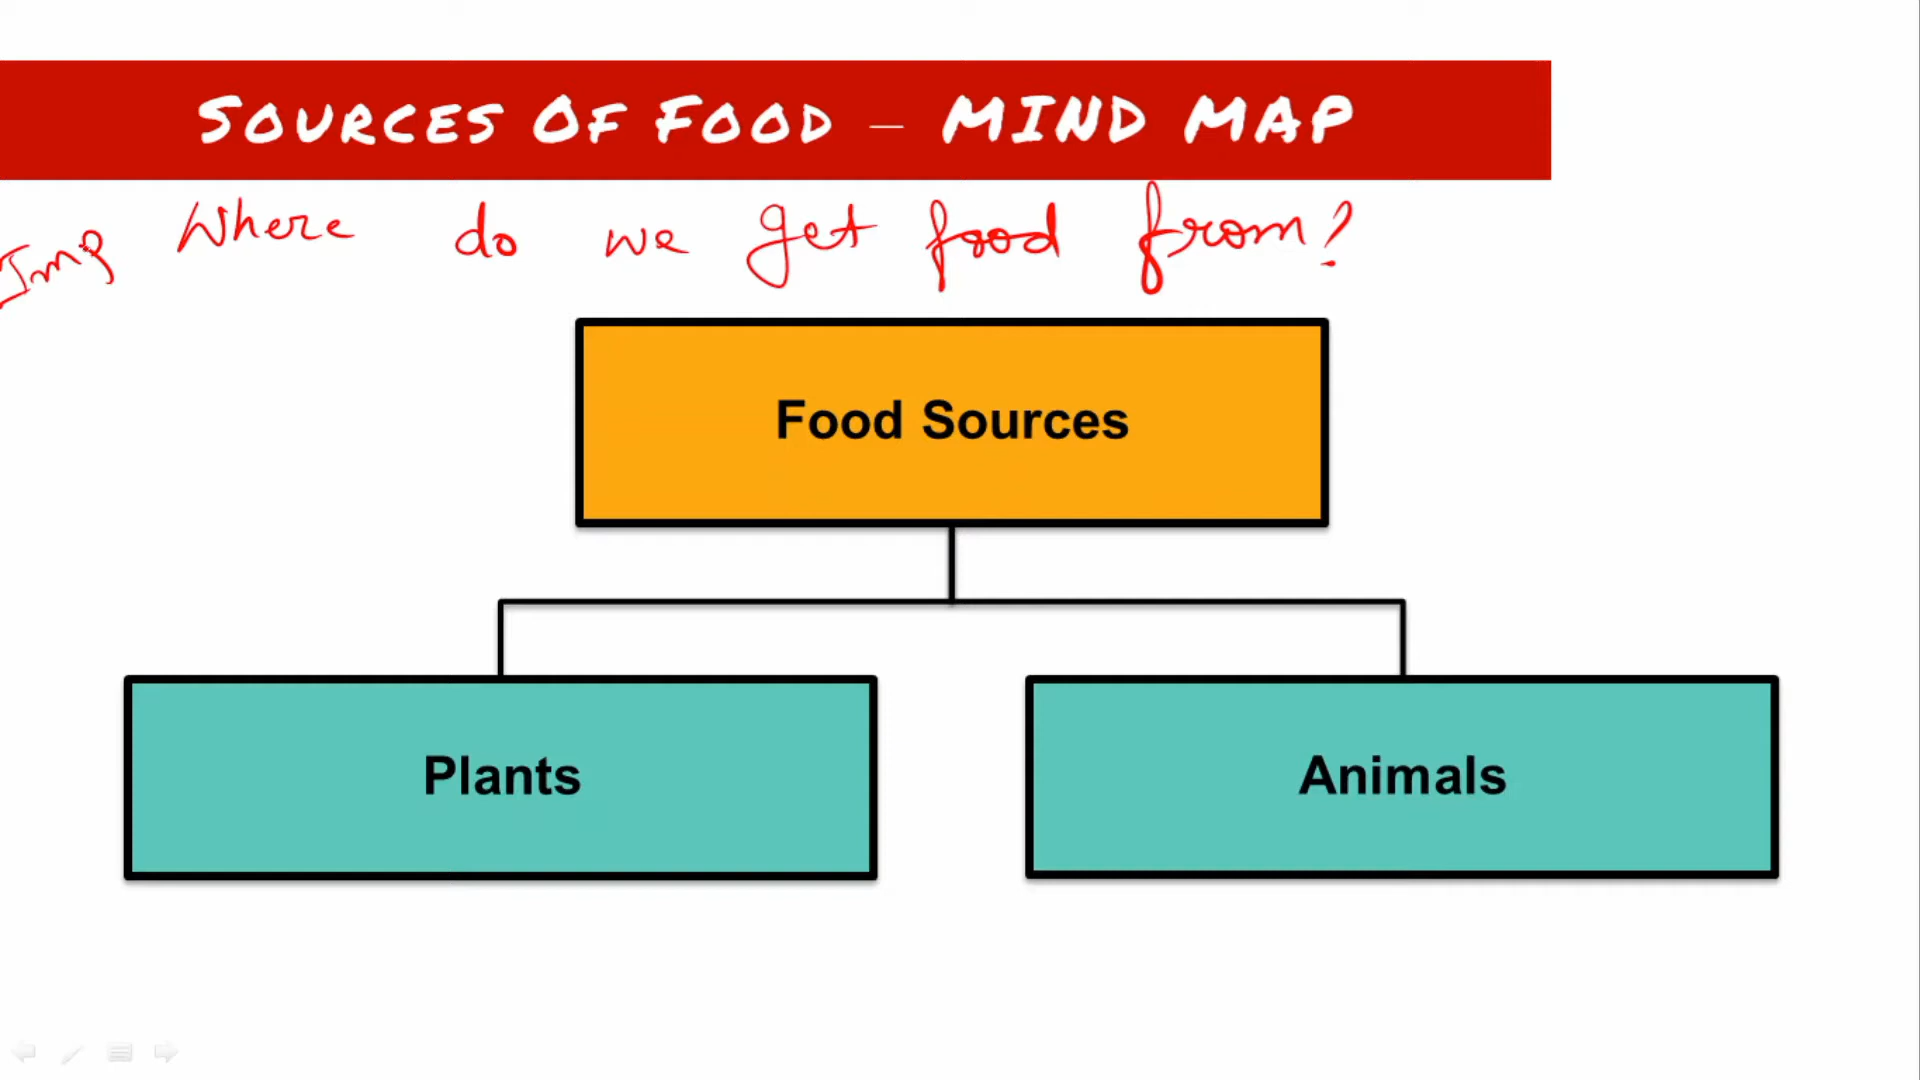 Sources Of Food – MIND MAP
Imp Where do we get food from?
Food Sources
Plants
Animals